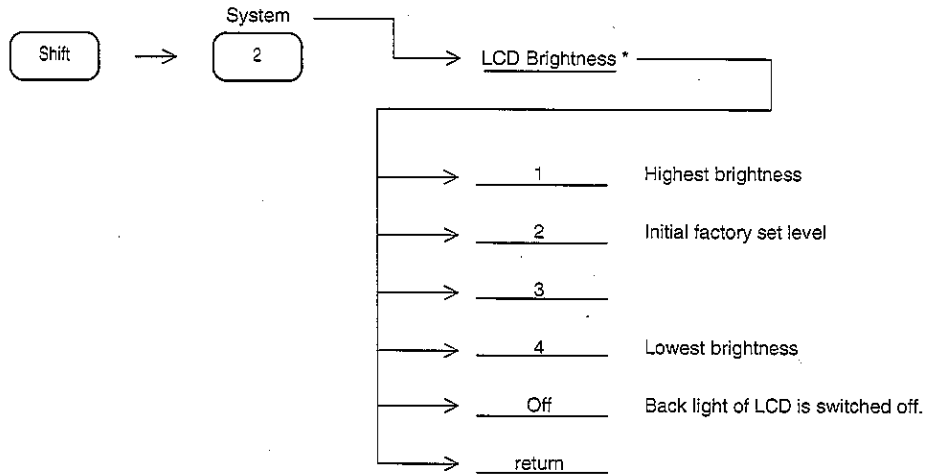 System
Shift
2
LCD Brightness *
1 Highest brightness
2 Initial factory set level
3
4 Lowest brightness
Off Back light of LCD is switched off.
return